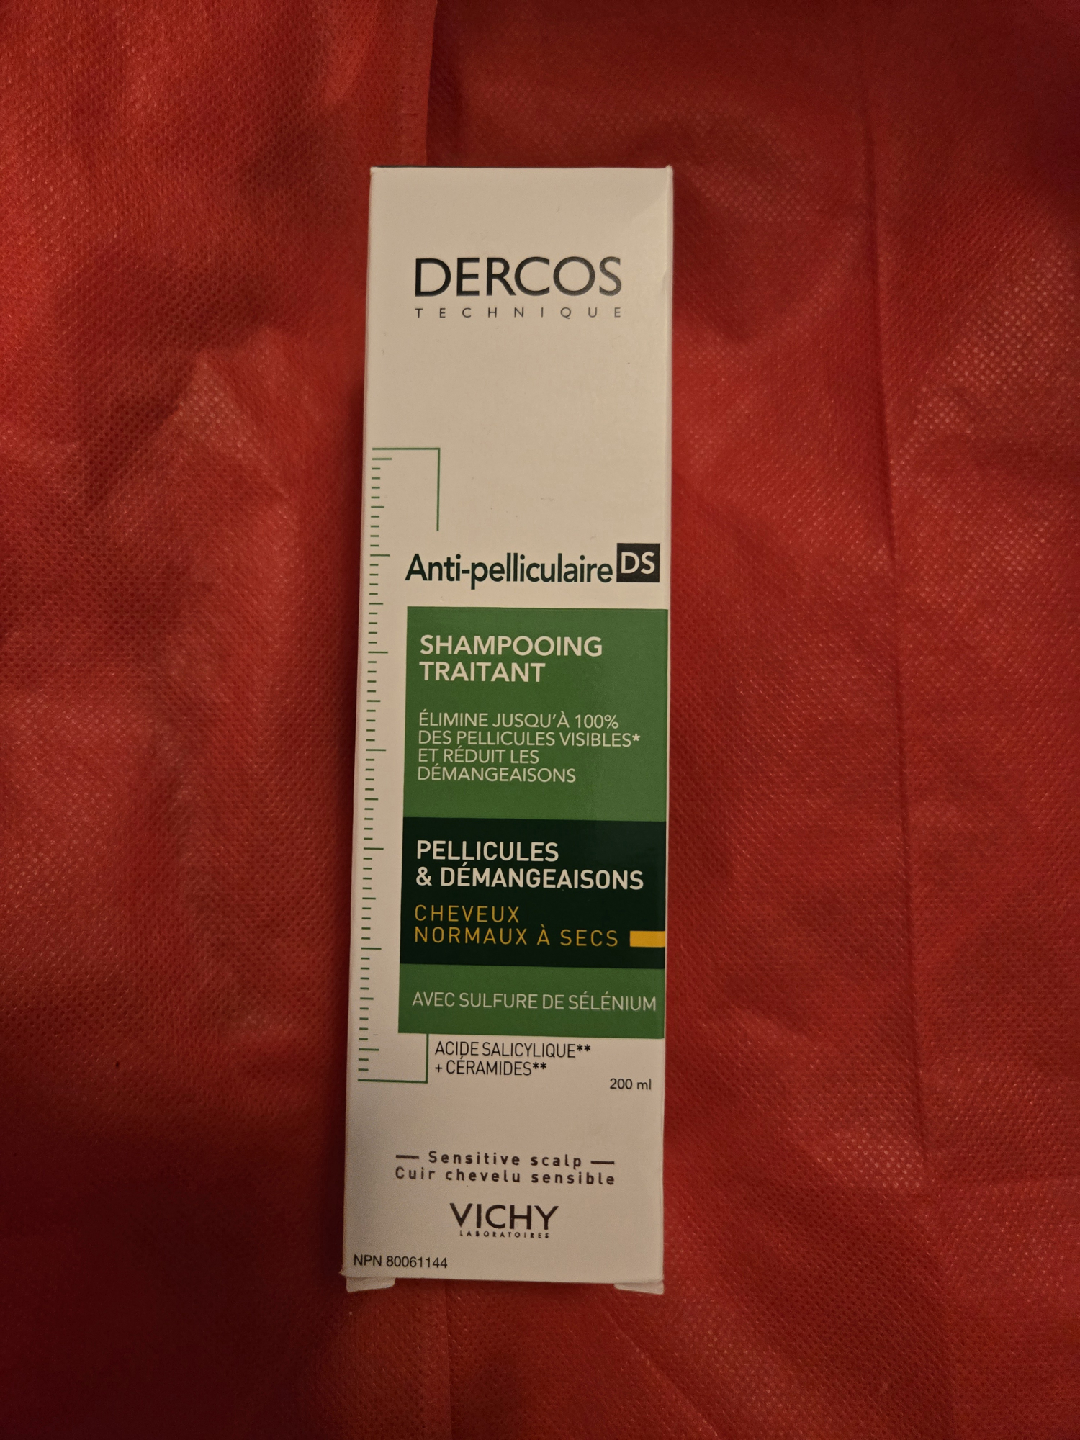 DERCOS
TECHNIQUE
Anti-pelliculaire DS
SHAMPOOING
TRAITANT
ÉLIMINE JUSQU'À 100%
DES PELLICULES VISIBLES*
ET RÉDUIT LES
DÉMANGEAISONS
PELLICULES
& DÉMANGEAISONS
CHEVEUX
NORMAUX À SECS
AVEC SULFURE DE SÉLÉNIUM
ACIDE SALICYLIQUE**
+ CÉRAMIDES**
200 ml
Sensitive scalp
Cuir chevelu sensible
VICHY
LABORATOIRES
NPN 80061144